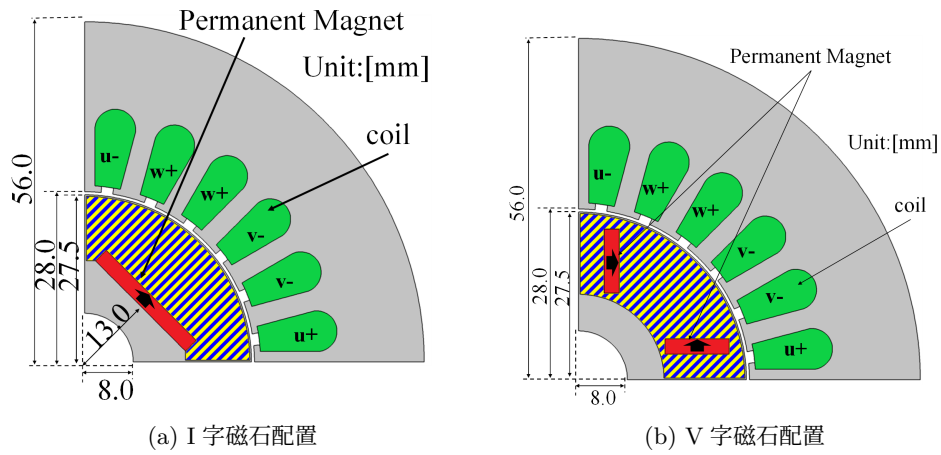 Permanent Magnet
Unit:[mm]
coil
56.0
28.0
27.5
13.0
8.0
u-
w+
w+
v-
v-
u+
(a) I 字磁石配置
Permanent Magnet
Unit:[mm]
coil
56.0
28.0
27.5
8.0
u-
w+
w+
v-
v-
u+
(b) V 字磁石配置